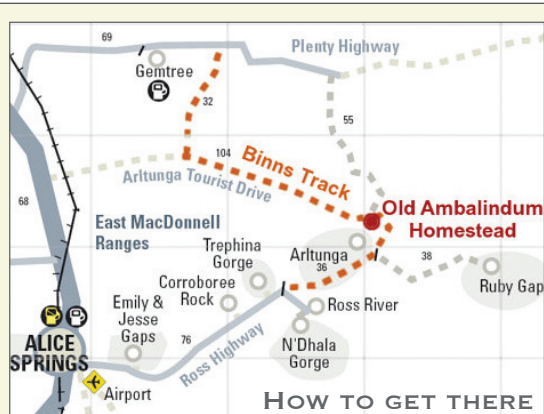 69
Plenty Highway
Gemtree
32
55
104
Binns Track
Arltunga Tourist Drive
68
Old Ambalindum
Homestead
East MacDonnell
Ranges
Trephina
Gorge
Arltunga
36
38
Corroboree
Rock
Ruby Gap
Emily &
Jesse
Gaps
Ross River
N'Dhala
Gorge
76
Ross Highway
ALICE
SPRINGS
Airport
HOW TO GET THERE